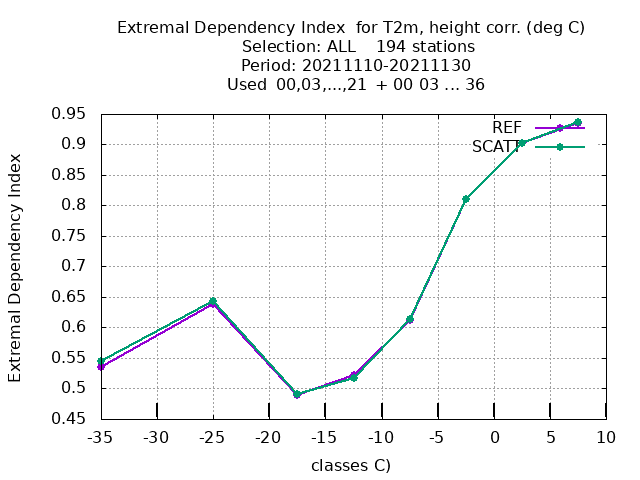 Extremal Dependency Index for T2m, height corr. (deg C)
Selection: ALL 194 stations
Period: 20211110-20211130
Used 00,03,...,21 + 00 03 ... 36
Extremal Dependency Index
0.95
0.9
0.85
0.8
0.75
0.7
0.65
0.6
0.55
0.5
0.45
REF
SCATT
-35 -30 -25 -20 -15 -10 -5 0 5 10
classes C)